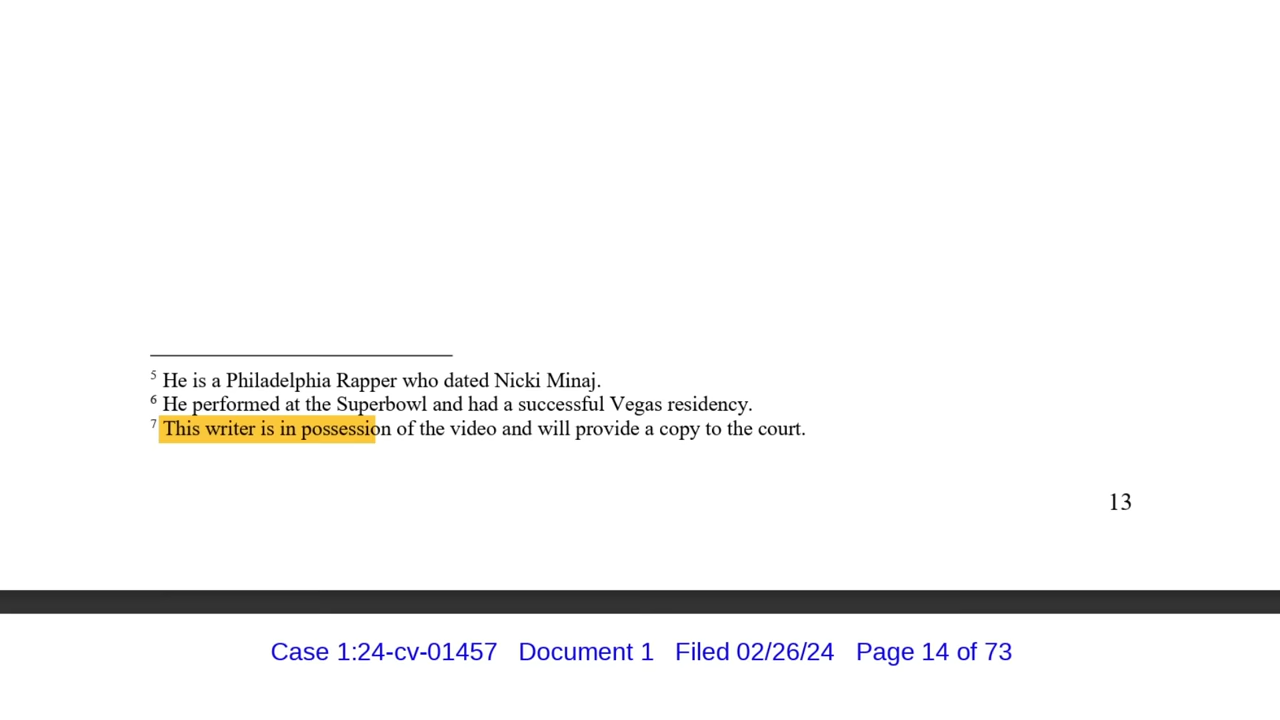 5 He is a Philadelphia Rapper who dated Nicki Minaj.
6 He performed at the Superbowl and had a successful Vegas residency.
7 This writer is in possession of the video and will provide a copy to the court.
13
Case 1:24-cv-01457 Document 1 Filed 02/26/24 Page 14 of 73